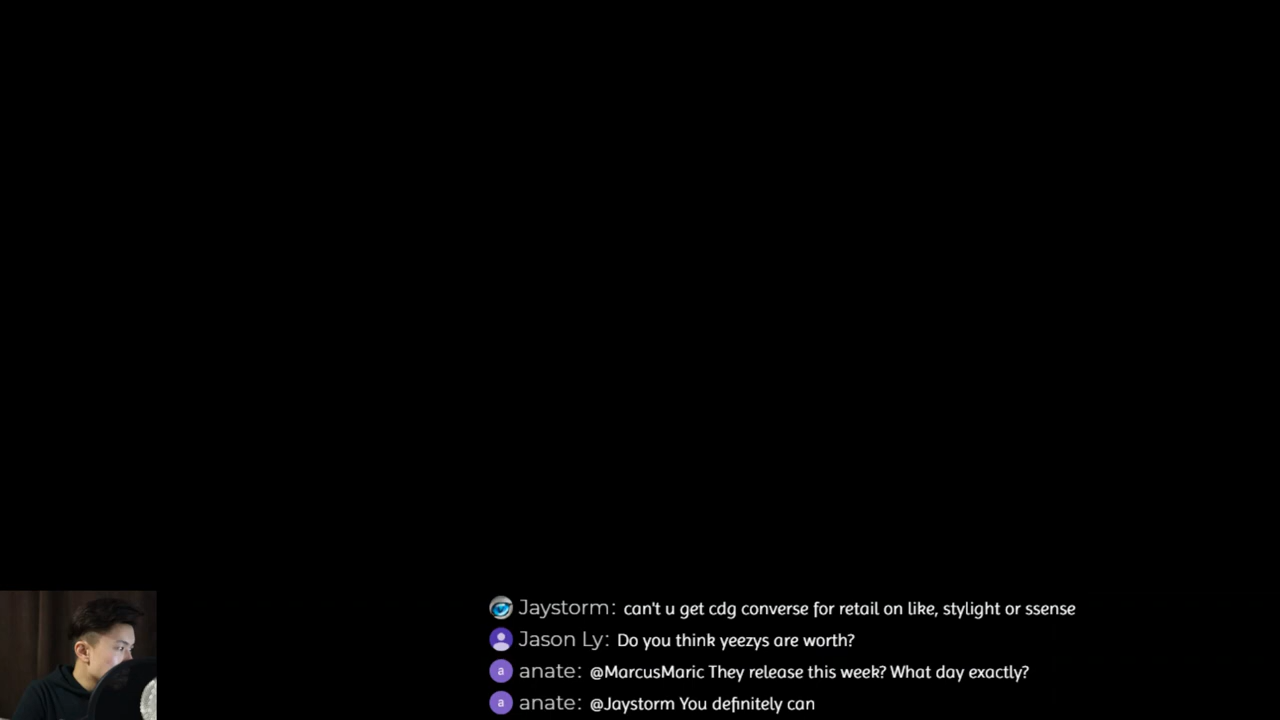 Jaystorm: can't u get cdg converse for retail on like, stylight or ssense
Jason Ly: Do you think yeezys are worth?
a anate: @MarcusMaric They release this week? What day exactly?
a anate: @Jaystorm You definitely can